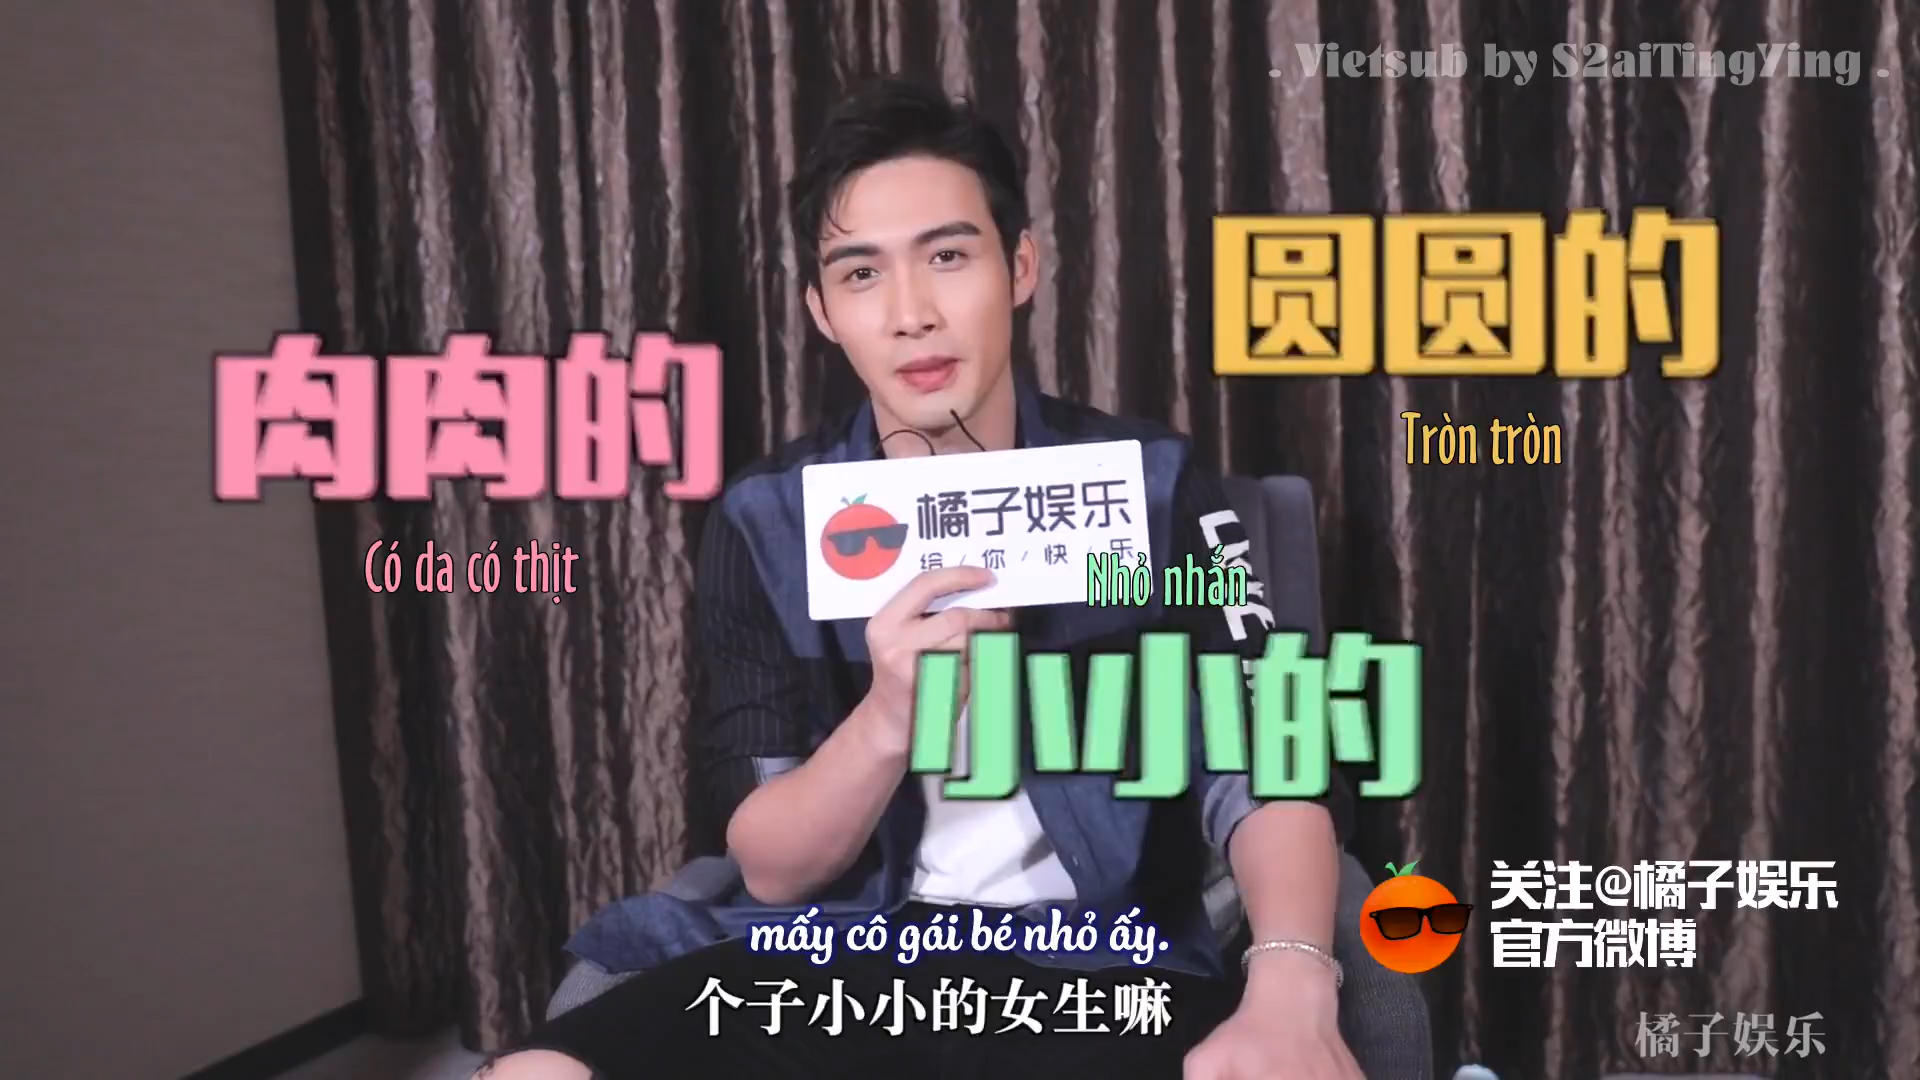 . Vietsub by S2aiTingYing .
圆圆的
Tròn tròn
肉肉的
Có da có thịt
橘子娱乐
给/你/快/乐
Nhỏ nhắn
小小的
关注@橘子娱乐
官方微博
mấy cô gái bé nhỏ ấy.
个子小小的女生嘛
橘子娱乐